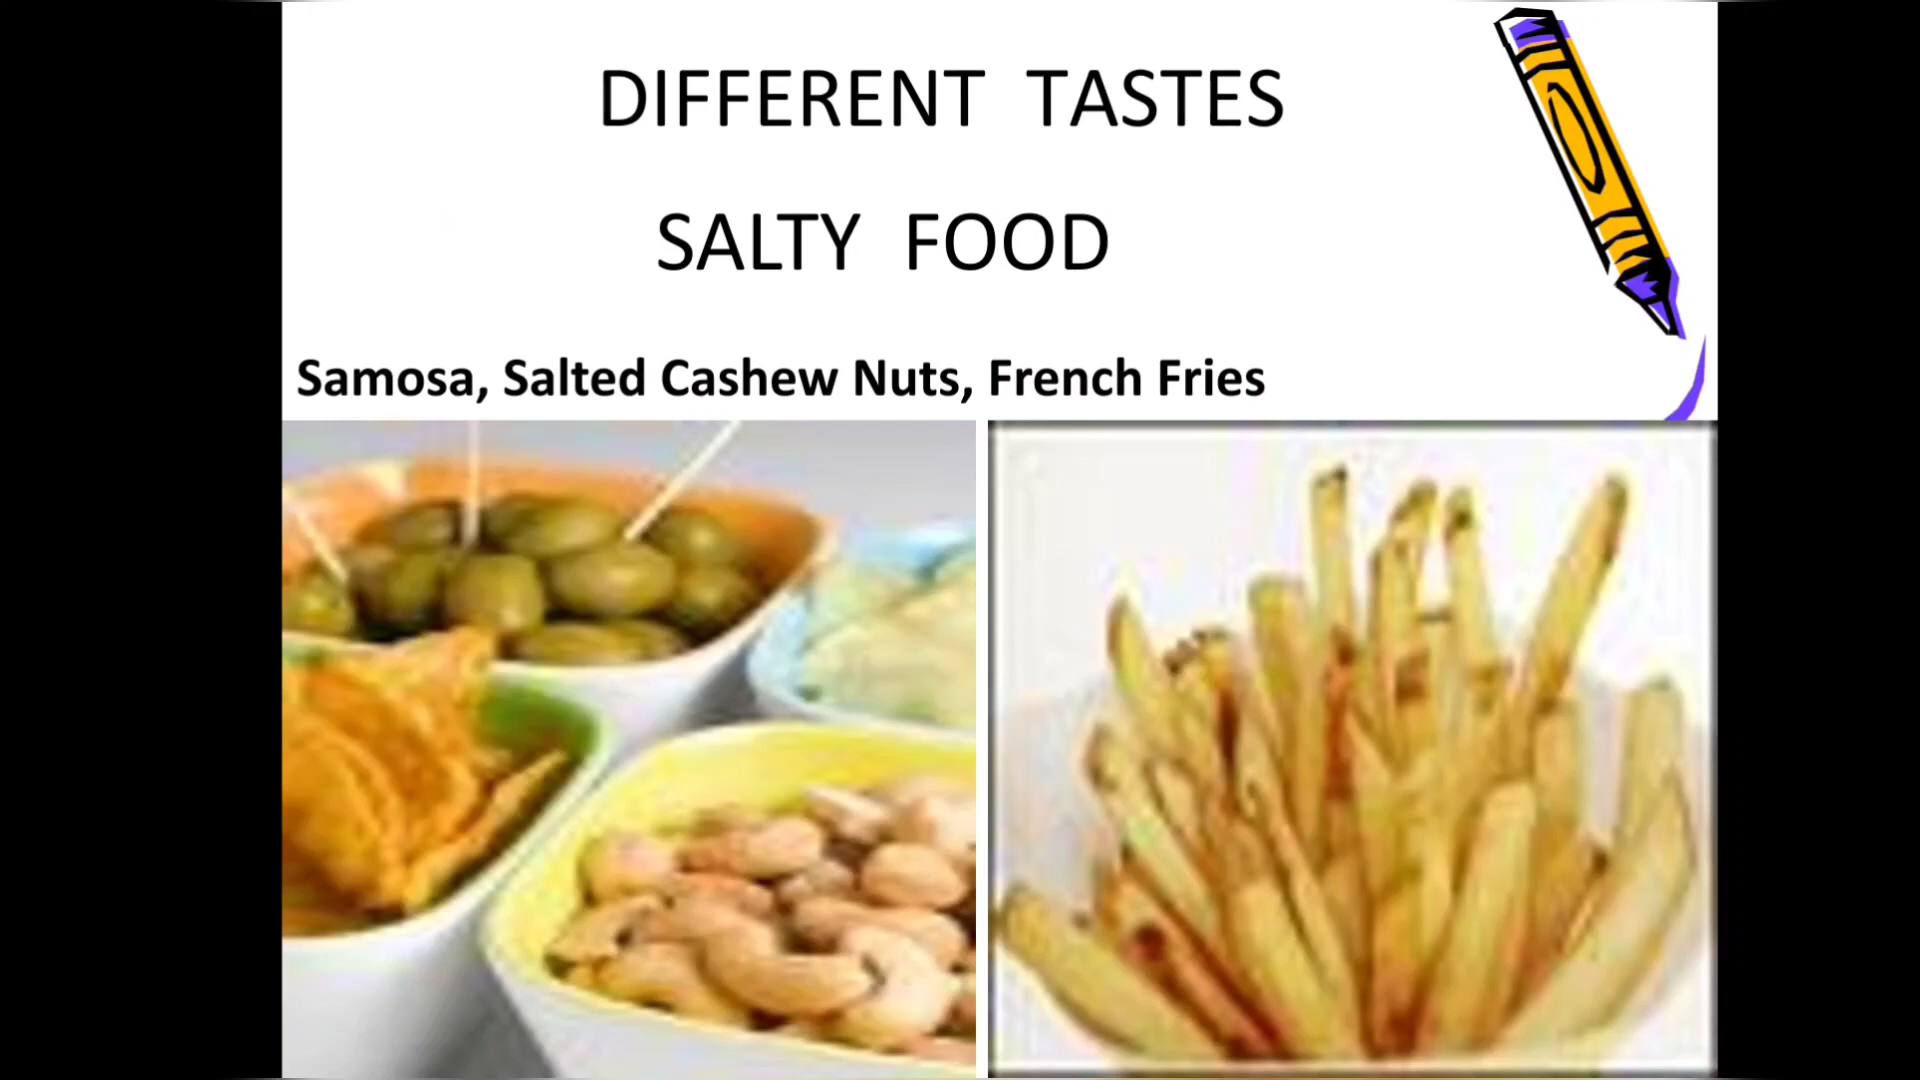 DIFFERENT TASTES
SALTY FOOD
Samosa, Salted Cashew Nuts, French Fries